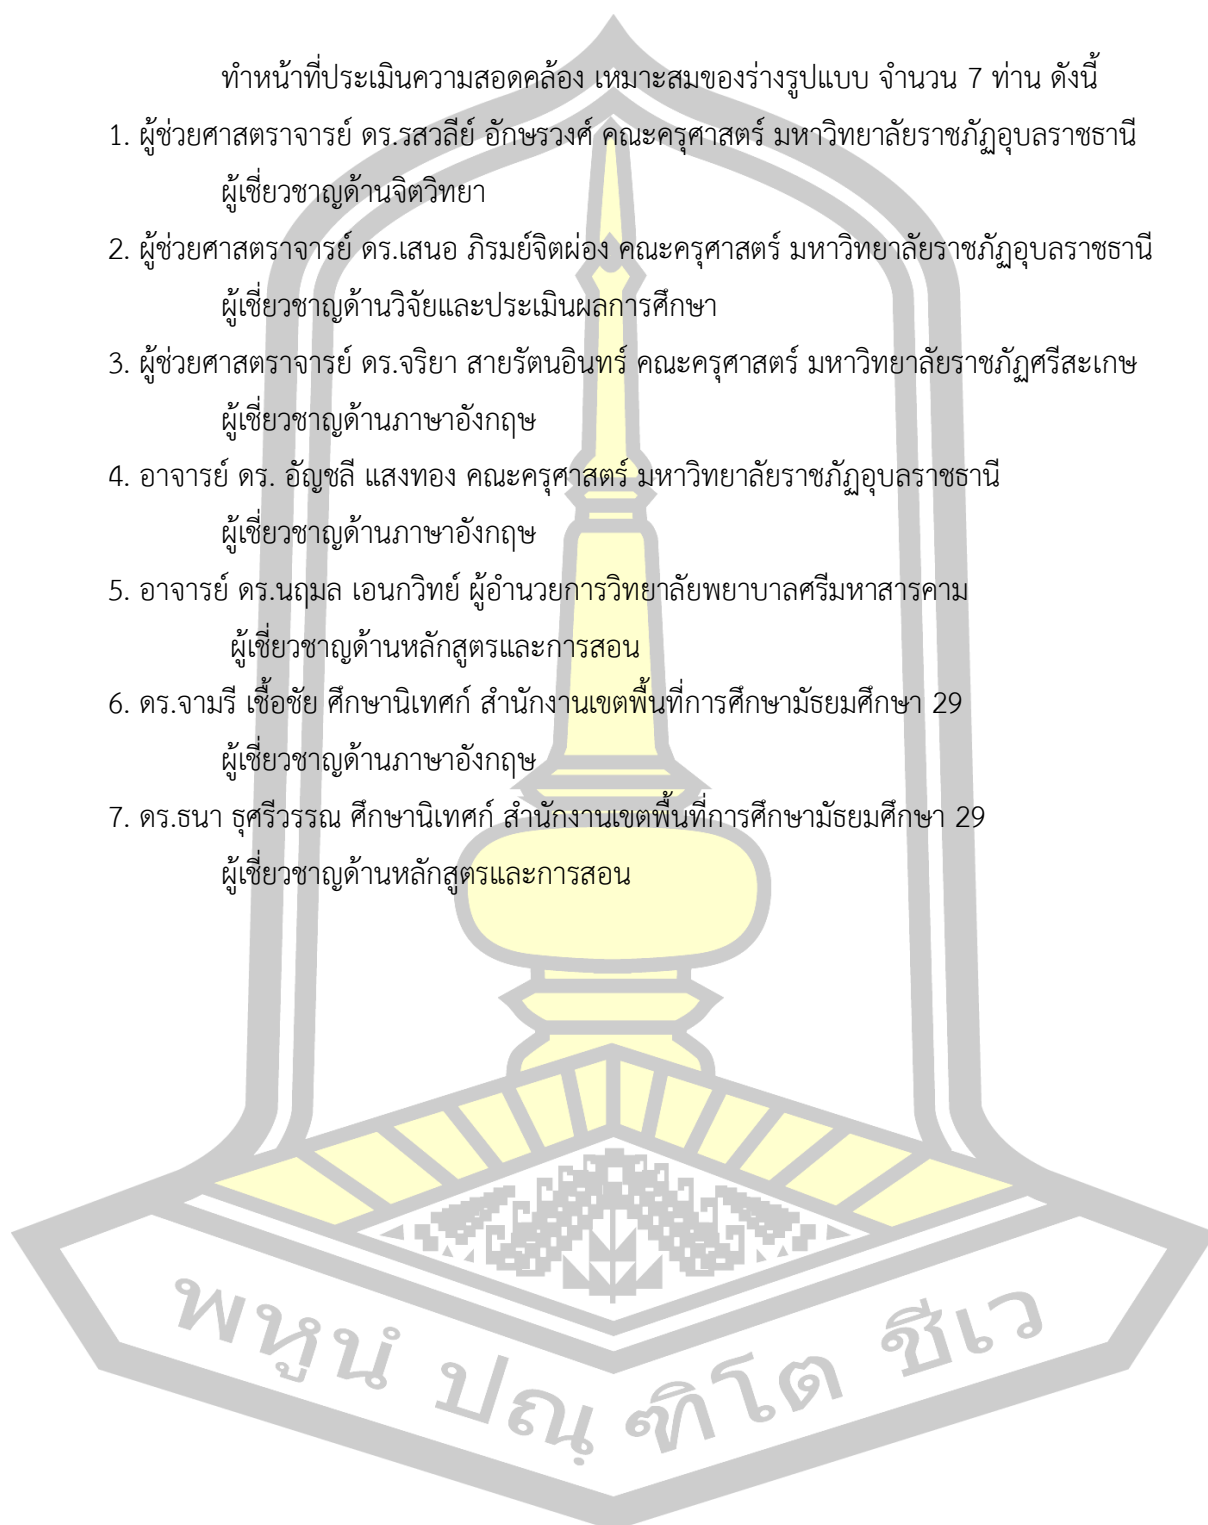 ทำหน้าที่ประเมินความสอดคล้อง เหมาะสมของร่างรูปแบบ จำนวน 7 ท่าน ดังนี้
1. ผู้ช่วยศาสตราจารย์ ดร.รสวลีย์ อักษรวงศ์ คณะครุศาสตร์ มหาวิทยาลัยราชภัฏอุบลราชธานี
ผู้เชี่ยวชาญด้านจิตวิทยา
2. ผู้ช่วยศาสตราจารย์ ดร.เสนอ ภิรมย์จิตผ่อง คณะครุศาสตร์ มหาวิทยาลัยราชภัฏอุบลราชธานี
ผู้เชี่ยวชาญด้านวิจัยและประเมินผลการศึกษา
3. ผู้ช่วยศาสตราจารย์ ดร.จริยา สายรัตนอินทร์ คณะครุศาสตร์ มหาวิทยาลัยราชภัฏศรีสะเกษ
ผู้เชี่ยวชาญด้านภาษาอังกฤษ
4. อาจารย์ ดร. อัญชลี แสงทอง คณะครุศาสตร์ มหาวิทยาลัยราชภัฏอุบลราชธานี
ผู้เชี่ยวชาญด้านภาษาอังกฤษ
5. อาจารย์ ดร.นฤมล เอนกวิทย์ ผู้อำนวยการวิทยาลัยพยาบาลศรีมหาสารคาม
ผู้เชี่ยวชาญด้านหลักสูตรและการสอน
6. ดร.จามรี เชื้อชัย ศึกษานิเทศก์ สำนักงานเขตพื้นที่การศึกษามัธยมศึกษา 29
ผู้เชี่ยวชาญด้านภาษาอังกฤษ
7. ดร.ธนา ธุศรีวรรณ ศึกษานิเทศก์ สำนักงานเขตพื้นที่การศึกษามัธยมศึกษา 29
ผู้เชี่ยวชาญด้านหลักสูตรและการสอน
พหูนํ ปณฺฑิโต ชีเว